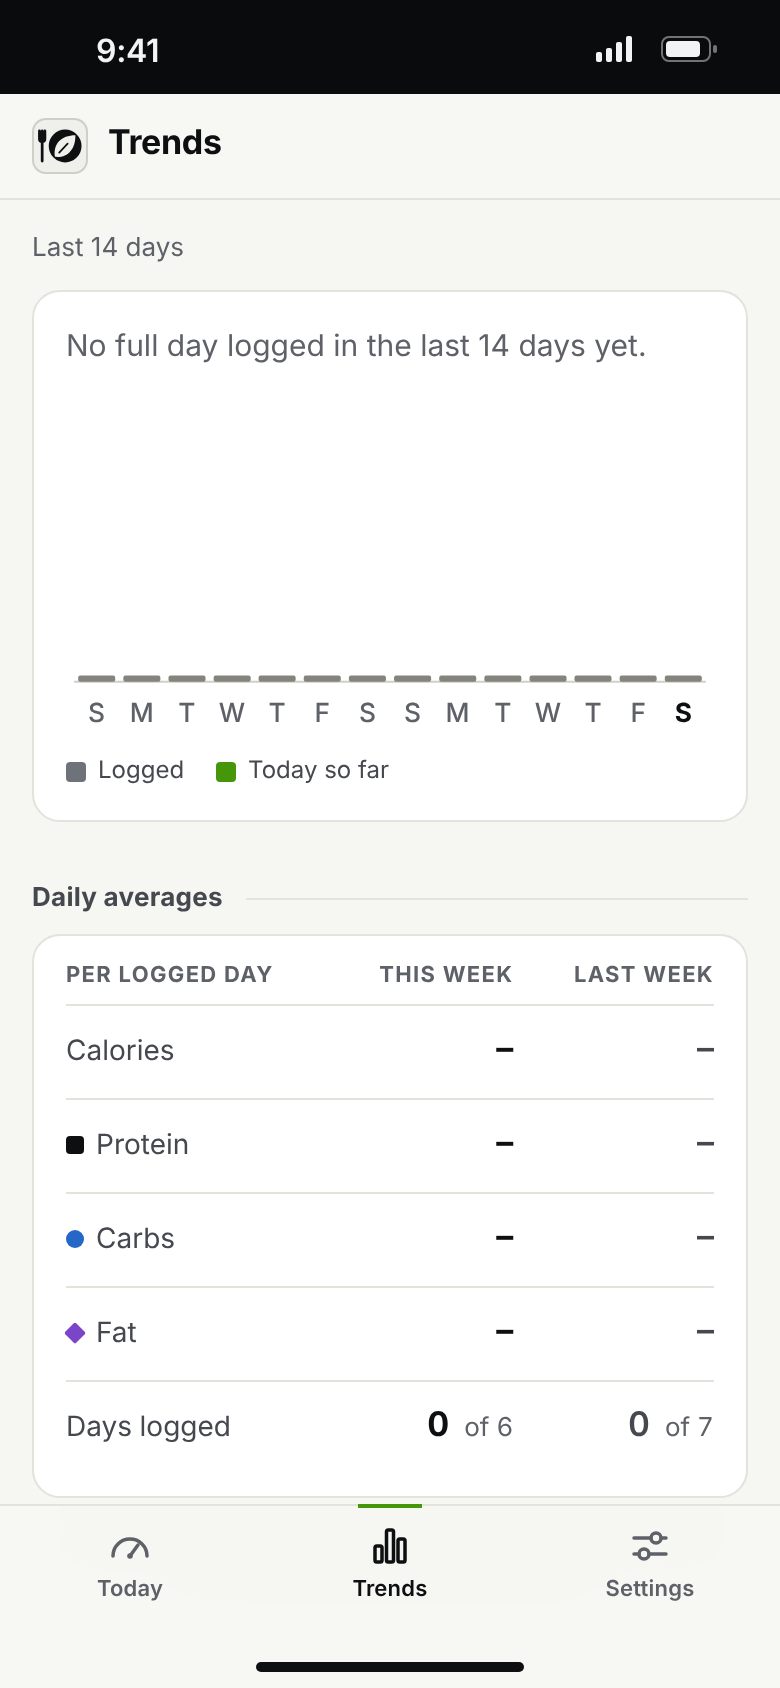 9:41
Trends
Last 14 days
No full day logged in the last 14 days yet.
S M T W T F S S M T W T F S
Logged Today so far
Daily averages
PER LOGGED DAY THIS WEEK LAST WEEK
Calories – –
Protein – –
Carbs – –
Fat – –
Days logged 0 of 6 0 of 7
Today Trends Settings